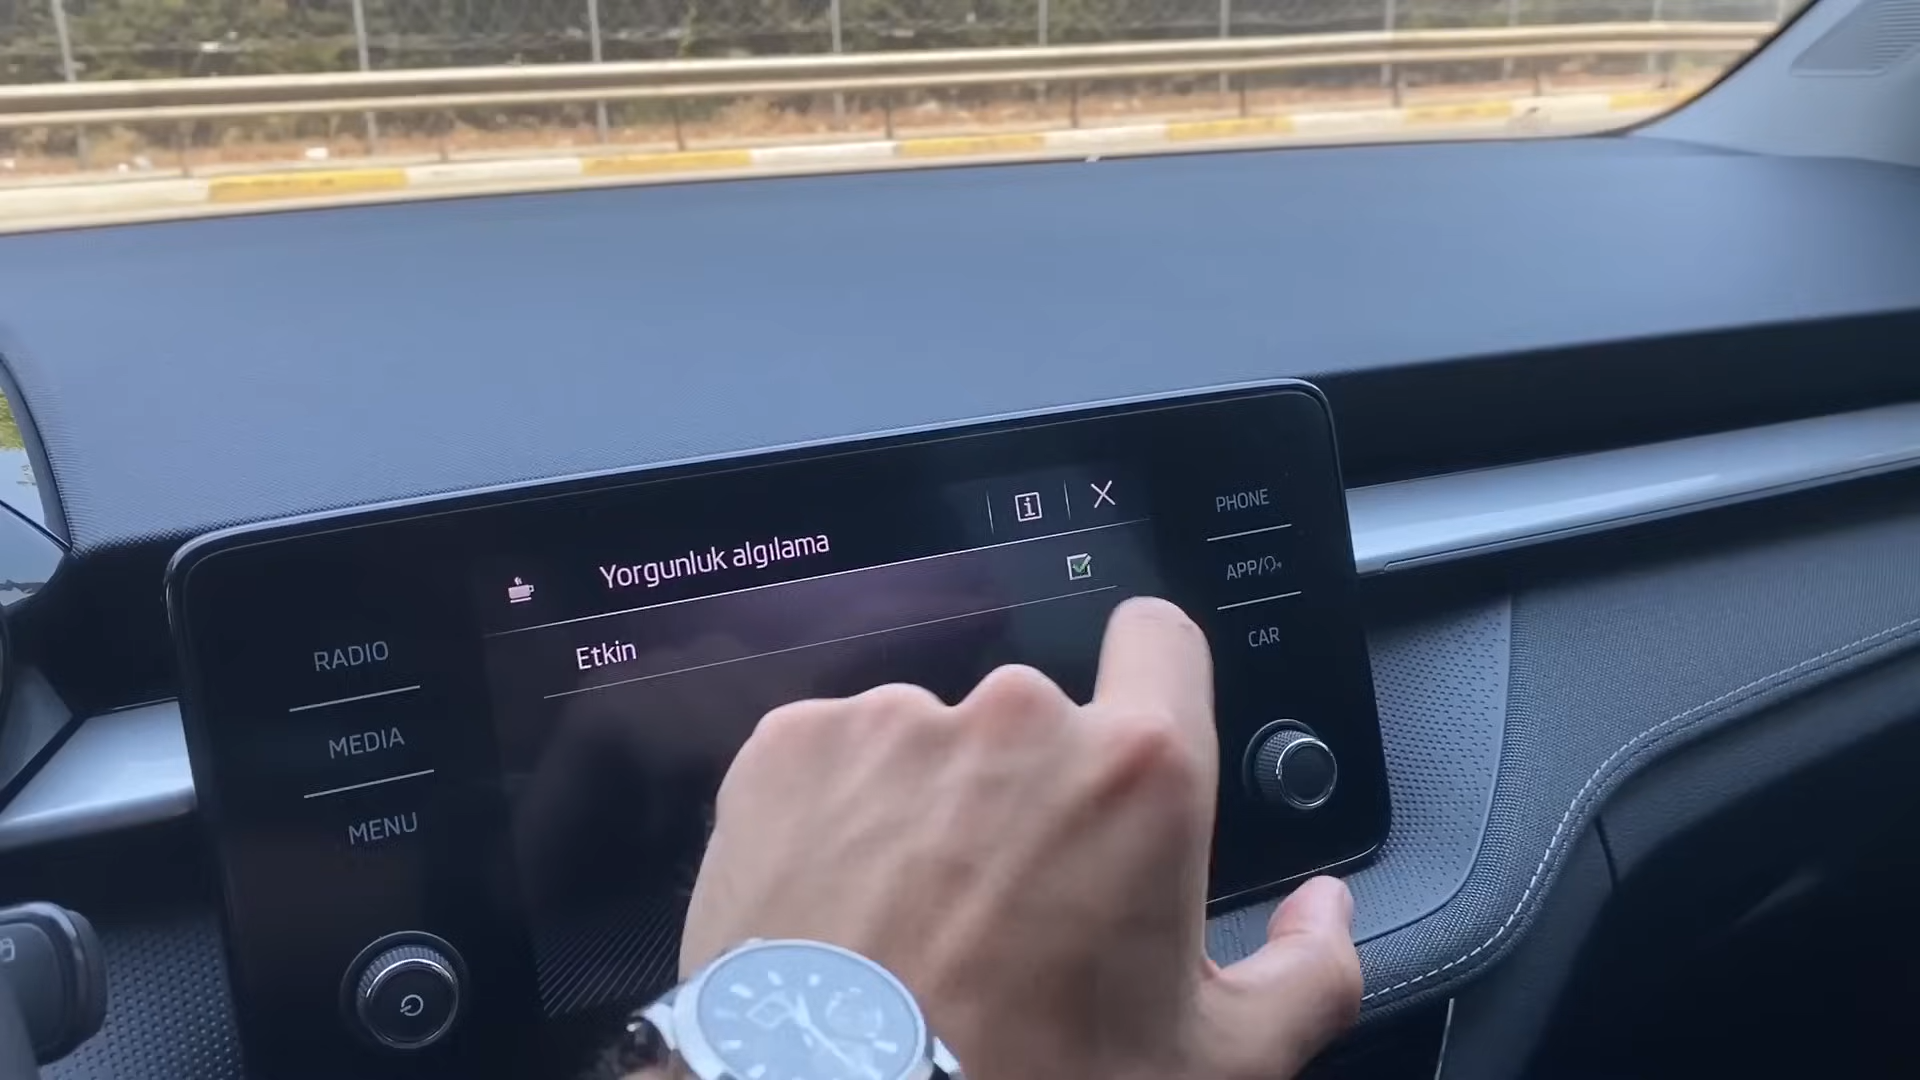 Yorgunluk algılama
Etkin
RADIO
MEDIA
MENU
PHONE
APP/
CAR